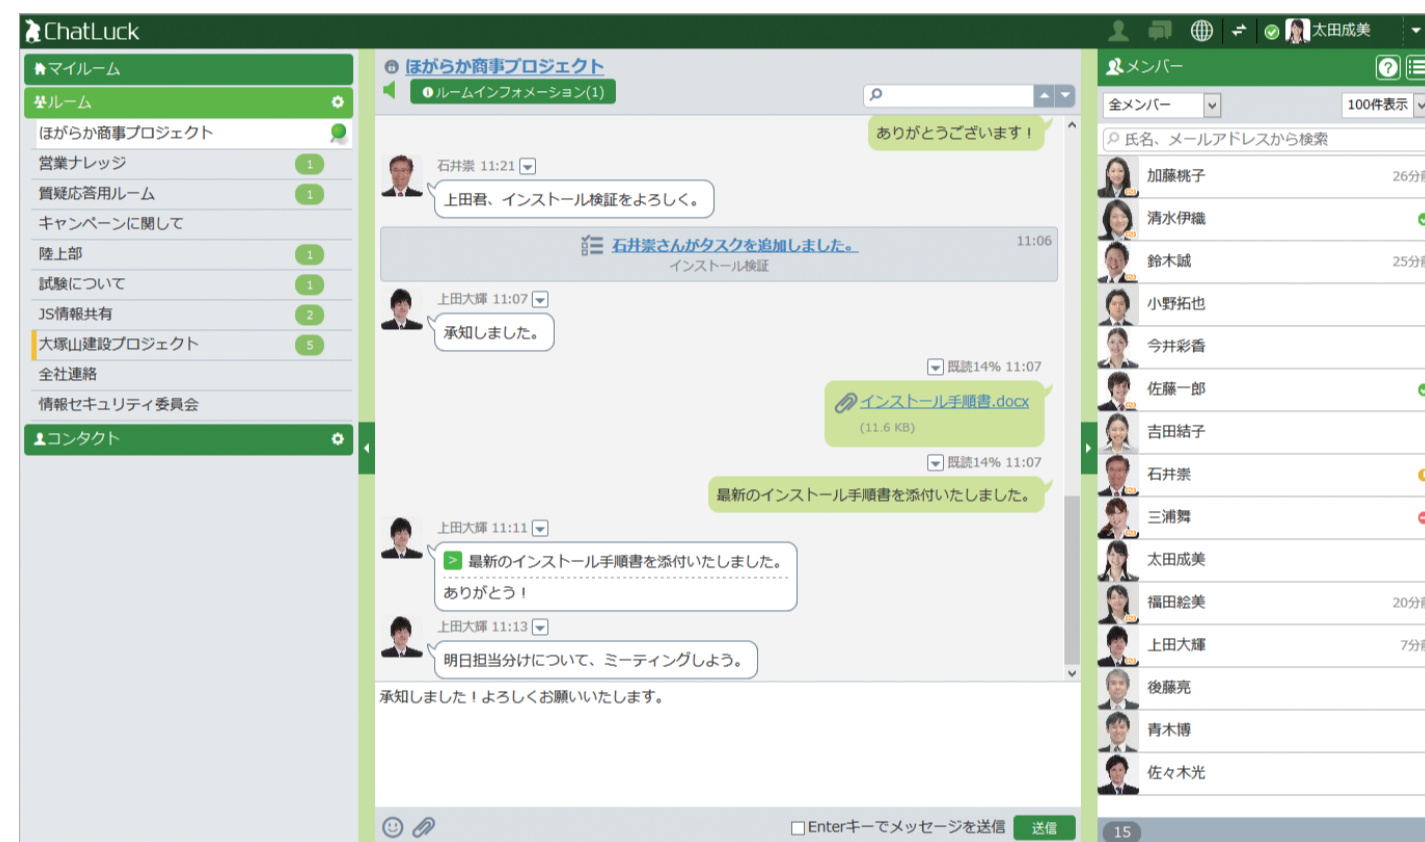 ChatLuck
太田成美
マイルーム
ルーム
ほがらか商事プロジェクト
営業ナレッジ 1
質疑応答用ルーム 1
キャンペーンに関して
陸上部 1
試験について 1
JS情報共有 2
大塚山建設プロジェクト 5
全社連絡
情報セキュリティ委員会
コンタクト
ほがらか商事プロジェクト
ルームインフォメーション(1)
ありがとうございます！
石井崇 11:21
上田君、インストール検証をよろしく。
石井崇さんがタスクを追加しました。 11:06
インストール検証
上田大輝 11:07
承知しました。
既読14% 11:07
インストール手順書.docx
(11.6 KB)
既読14% 11:07
最新のインストール手順書を添付いたしました。
上田大輝 11:11
> 最新のインストール手順書を添付いたしました。
ありがとう！
上田大輝 11:13
明日担当分けについて、ミーティングしよう。
承知しました！よろしくお願いいたします。
Enterキーでメッセージを送信 送信
メンバー ?
全メンバー 100件表示
氏名、メールアドレスから検索
加藤桃子 26分前
清水伊織
鈴木誠 25分前
小野拓也
今井彩香
佐藤一郎
吉田結子
石井崇
三浦舞
太田成美
福田絵美 20分前
上田大輝 7分前
後藤亮
青木博
佐々木光
15